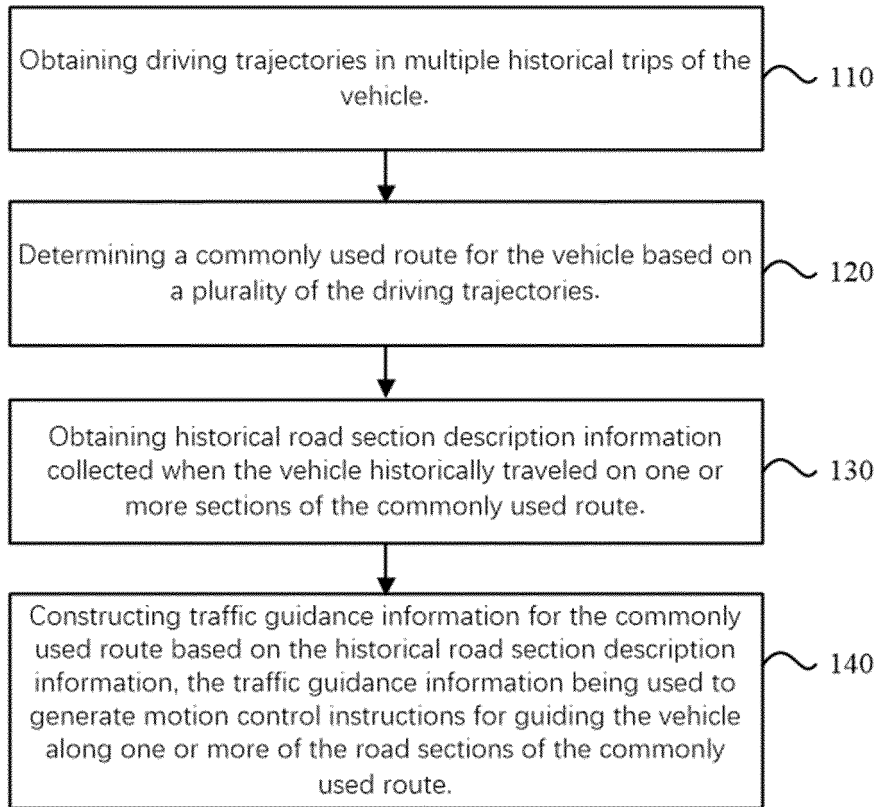 Obtaining driving trajectories in multiple historical trips of the
vehicle.
110
Determining a commonly used route for the vehicle based on
a plurality of the driving trajectories.
120
Obtaining historical road section description information
collected when the vehicle historically traveled on one or
more sections of the commonly used route.
130
Constructing traffic guidance information for the commonly
used route based on the historical road section description
information, the traffic guidance information being used to
generate motion control instructions for guiding the vehicle
along one or more of the road sections of the commonly
used route.
140